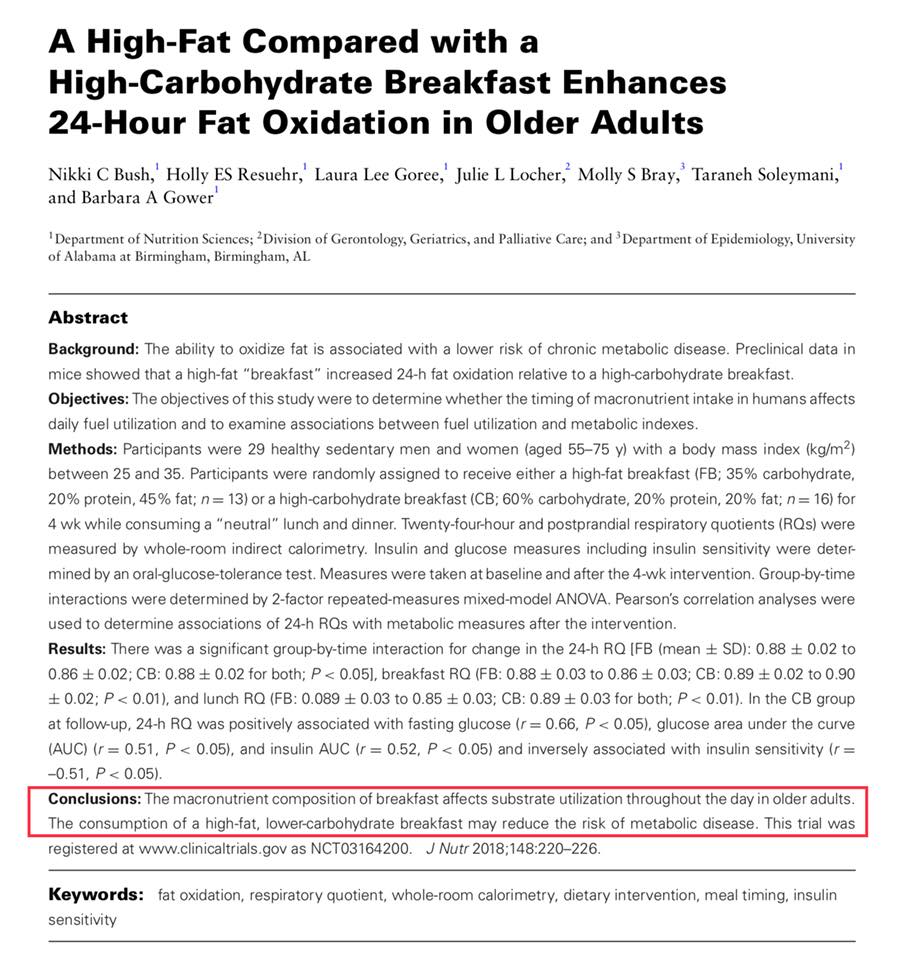 A High-Fat Compared with a
High-Carbohydrate Breakfast Enhances
24-Hour Fat Oxidation in Older Adults
Nikki C Bush,1 Holly ES Resuehr,1 Laura Lee Goree,1 Julie L Locher,2 Molly S Bray,3 Taraneh Soleymani,1
and Barbara A Gower1
1Department of Nutrition Sciences; 2Division of Gerontology, Geriatrics, and Palliative Care; and 3Department of Epidemiology, University
of Alabama at Birmingham, Birmingham, AL
Abstract
Background: The ability to oxidize fat is associated with a lower risk of chronic metabolic disease. Preclinical data in
mice showed that a high-fat “breakfast” increased 24-h fat oxidation relative to a high-carbohydrate breakfast.
Objectives: The objectives of this study were to determine whether the timing of macronutrient intake in humans affects
daily fuel utilization and to examine associations between fuel utilization and metabolic indexes.
Methods: Participants were 29 healthy sedentary men and women (aged 55–75 y) with a body mass index (kg/m2)
between 25 and 35. Participants were randomly assigned to receive either a high-fat breakfast (FB; 35% carbohydrate,
20% protein, 45% fat; n = 13) or a high-carbohydrate breakfast (CB; 60% carbohydrate, 20% protein, 20% fat; n = 16) for
4 wk while consuming a “neutral” lunch and dinner. Twenty-four-hour and postprandial respiratory quotients (RQs) were
measured by whole-room indirect calorimetry. Insulin and glucose measures including insulin sensitivity were deter-
mined by an oral-glucose-tolerance test. Measures were taken at baseline and after the 4-wk intervention. Group-by-time
interactions were determined by 2-factor repeated-measures mixed-model ANOVA. Pearson’s correlation analyses were
used to determine associations of 24-h RQs with metabolic measures after the intervention.
Results: There was a significant group-by-time interaction for change in the 24-h RQ [FB (mean ± SD): 0.88 ± 0.02 to
0.86 ± 0.02; CB: 0.88 ± 0.02 for both; P < 0.05], breakfast RQ (FB: 0.88 ± 0.03 to 0.86 ± 0.03; CB: 0.89 ± 0.02 to 0.90
± 0.02; P < 0.01), and lunch RQ (FB: 0.089 ± 0.03 to 0.85 ± 0.03; CB: 0.89 ± 0.03 for both; P < 0.01). In the CB group
at follow-up, 24-h RQ was positively associated with fasting glucose (r = 0.66, P < 0.05), glucose area under the curve
(AUC) (r = 0.51, P < 0.05), and insulin AUC (r = 0.52, P < 0.05) and inversely associated with insulin sensitivity (r =
–0.51, P < 0.05).
Conclusions: The macronutrient composition of breakfast affects substrate utilization throughout the day in older adults.
The consumption of a high-fat, lower-carbohydrate breakfast may reduce the risk of metabolic disease. This trial was
registered at www.clinicaltrials.gov as NCT03164200. J Nutr 2018;148:220–226.
Keywords: fat oxidation, respiratory quotient, whole-room calorimetry, dietary intervention, meal timing, insulin
sensitivity